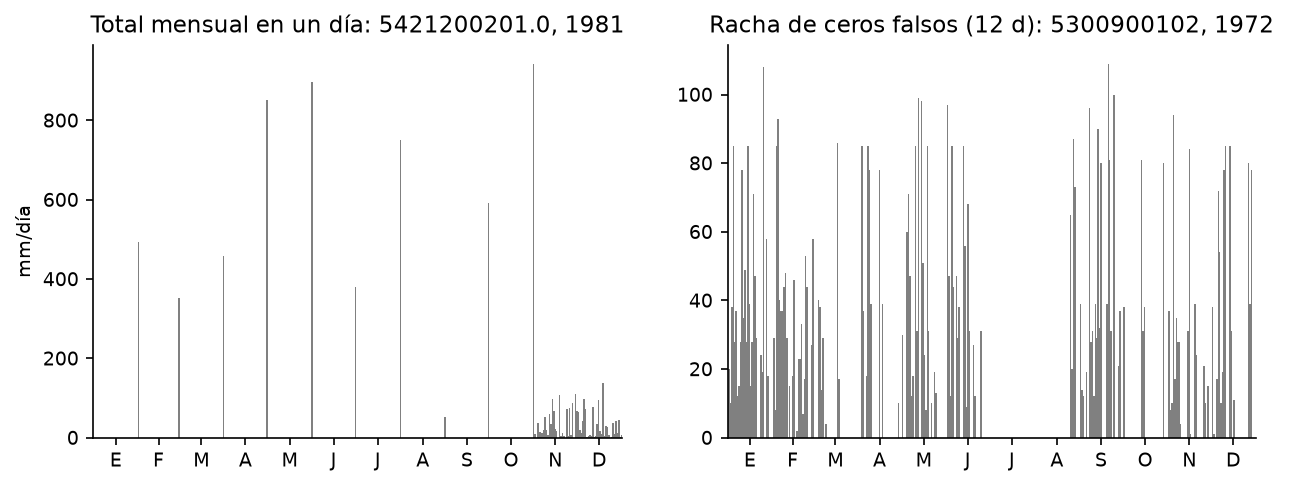 Total mensual en un día: 5421200201.0, 1981
mm/día
800
600
400
200
0
E F M A M J J A S O N D
Racha de ceros falsos (12 d): 5300900102, 1972
100
80
60
40
20
0
E F M A M J J A S O N D